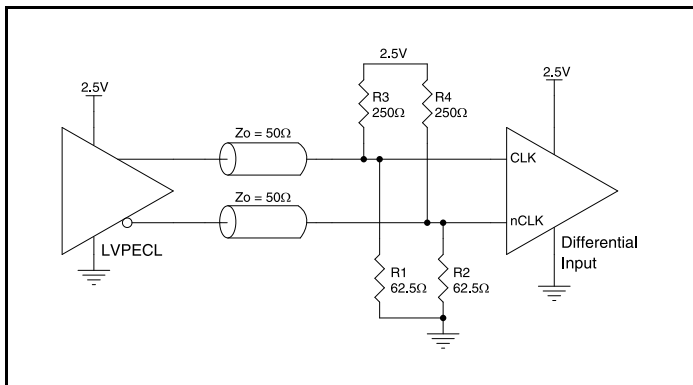 2.5V
2.5V
2.5V
R3
250Ω
R4
250Ω
Zo = 50Ω
CLK
Zo = 50Ω
nCLK
LVPECL
Differential
Input
R1
62.5Ω
R2
62.5Ω